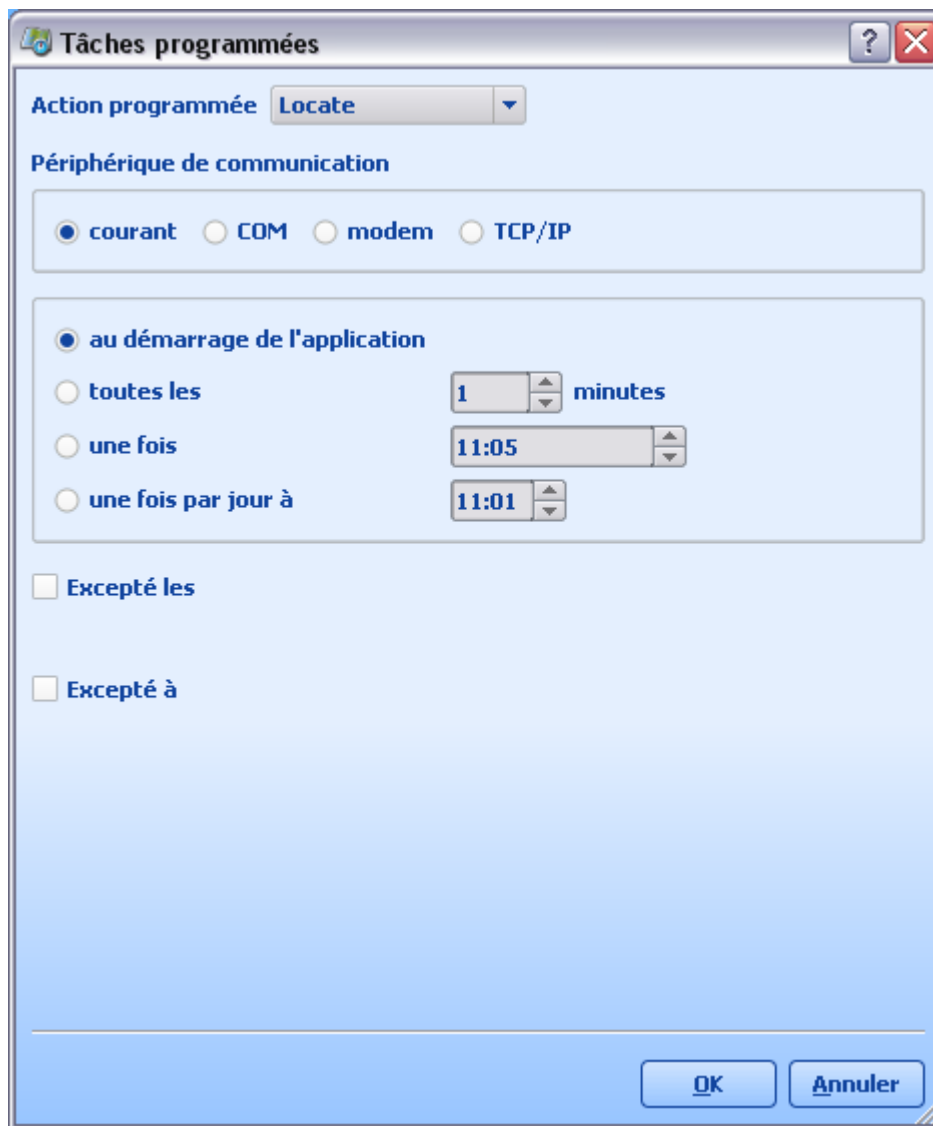 Tâches programmées
Action programmée Locate
Périphérique de communication
courant COM modem TCP/IP
au démarrage de l'application
toutes les 1 minutes
une fois 11:05
une fois par jour à 11:01
Excepté les
Excepté à
OK Annuler